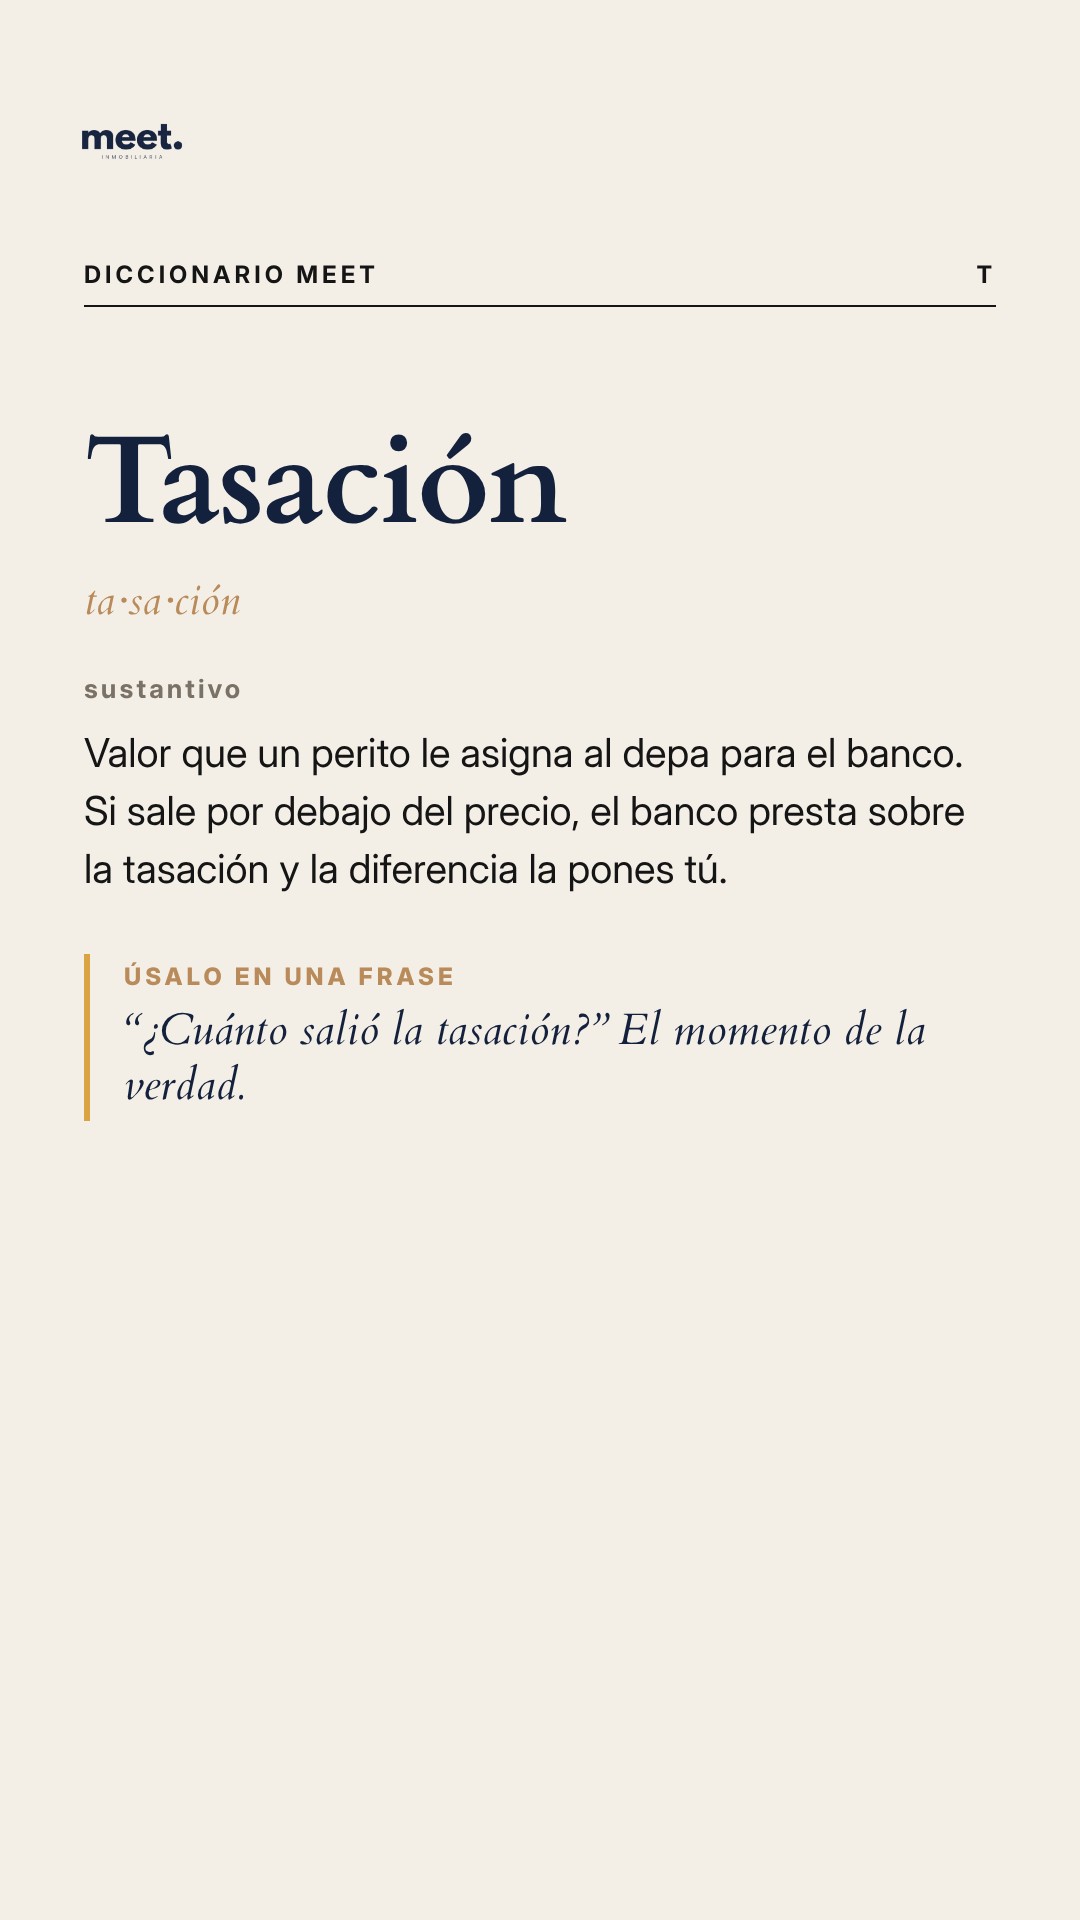 meet.
INMOBILIARIA
DICCIONARIO MEET T
Tasación
ta·sa·ción
sustantivo
Valor que un perito le asigna al depa para el banco.
Si sale por debajo del precio, el banco presta sobre
la tasación y la diferencia la pones tú.
ÚSALO EN UNA FRASE
“¿Cuánto salió la tasación?” El momento de la
verdad.